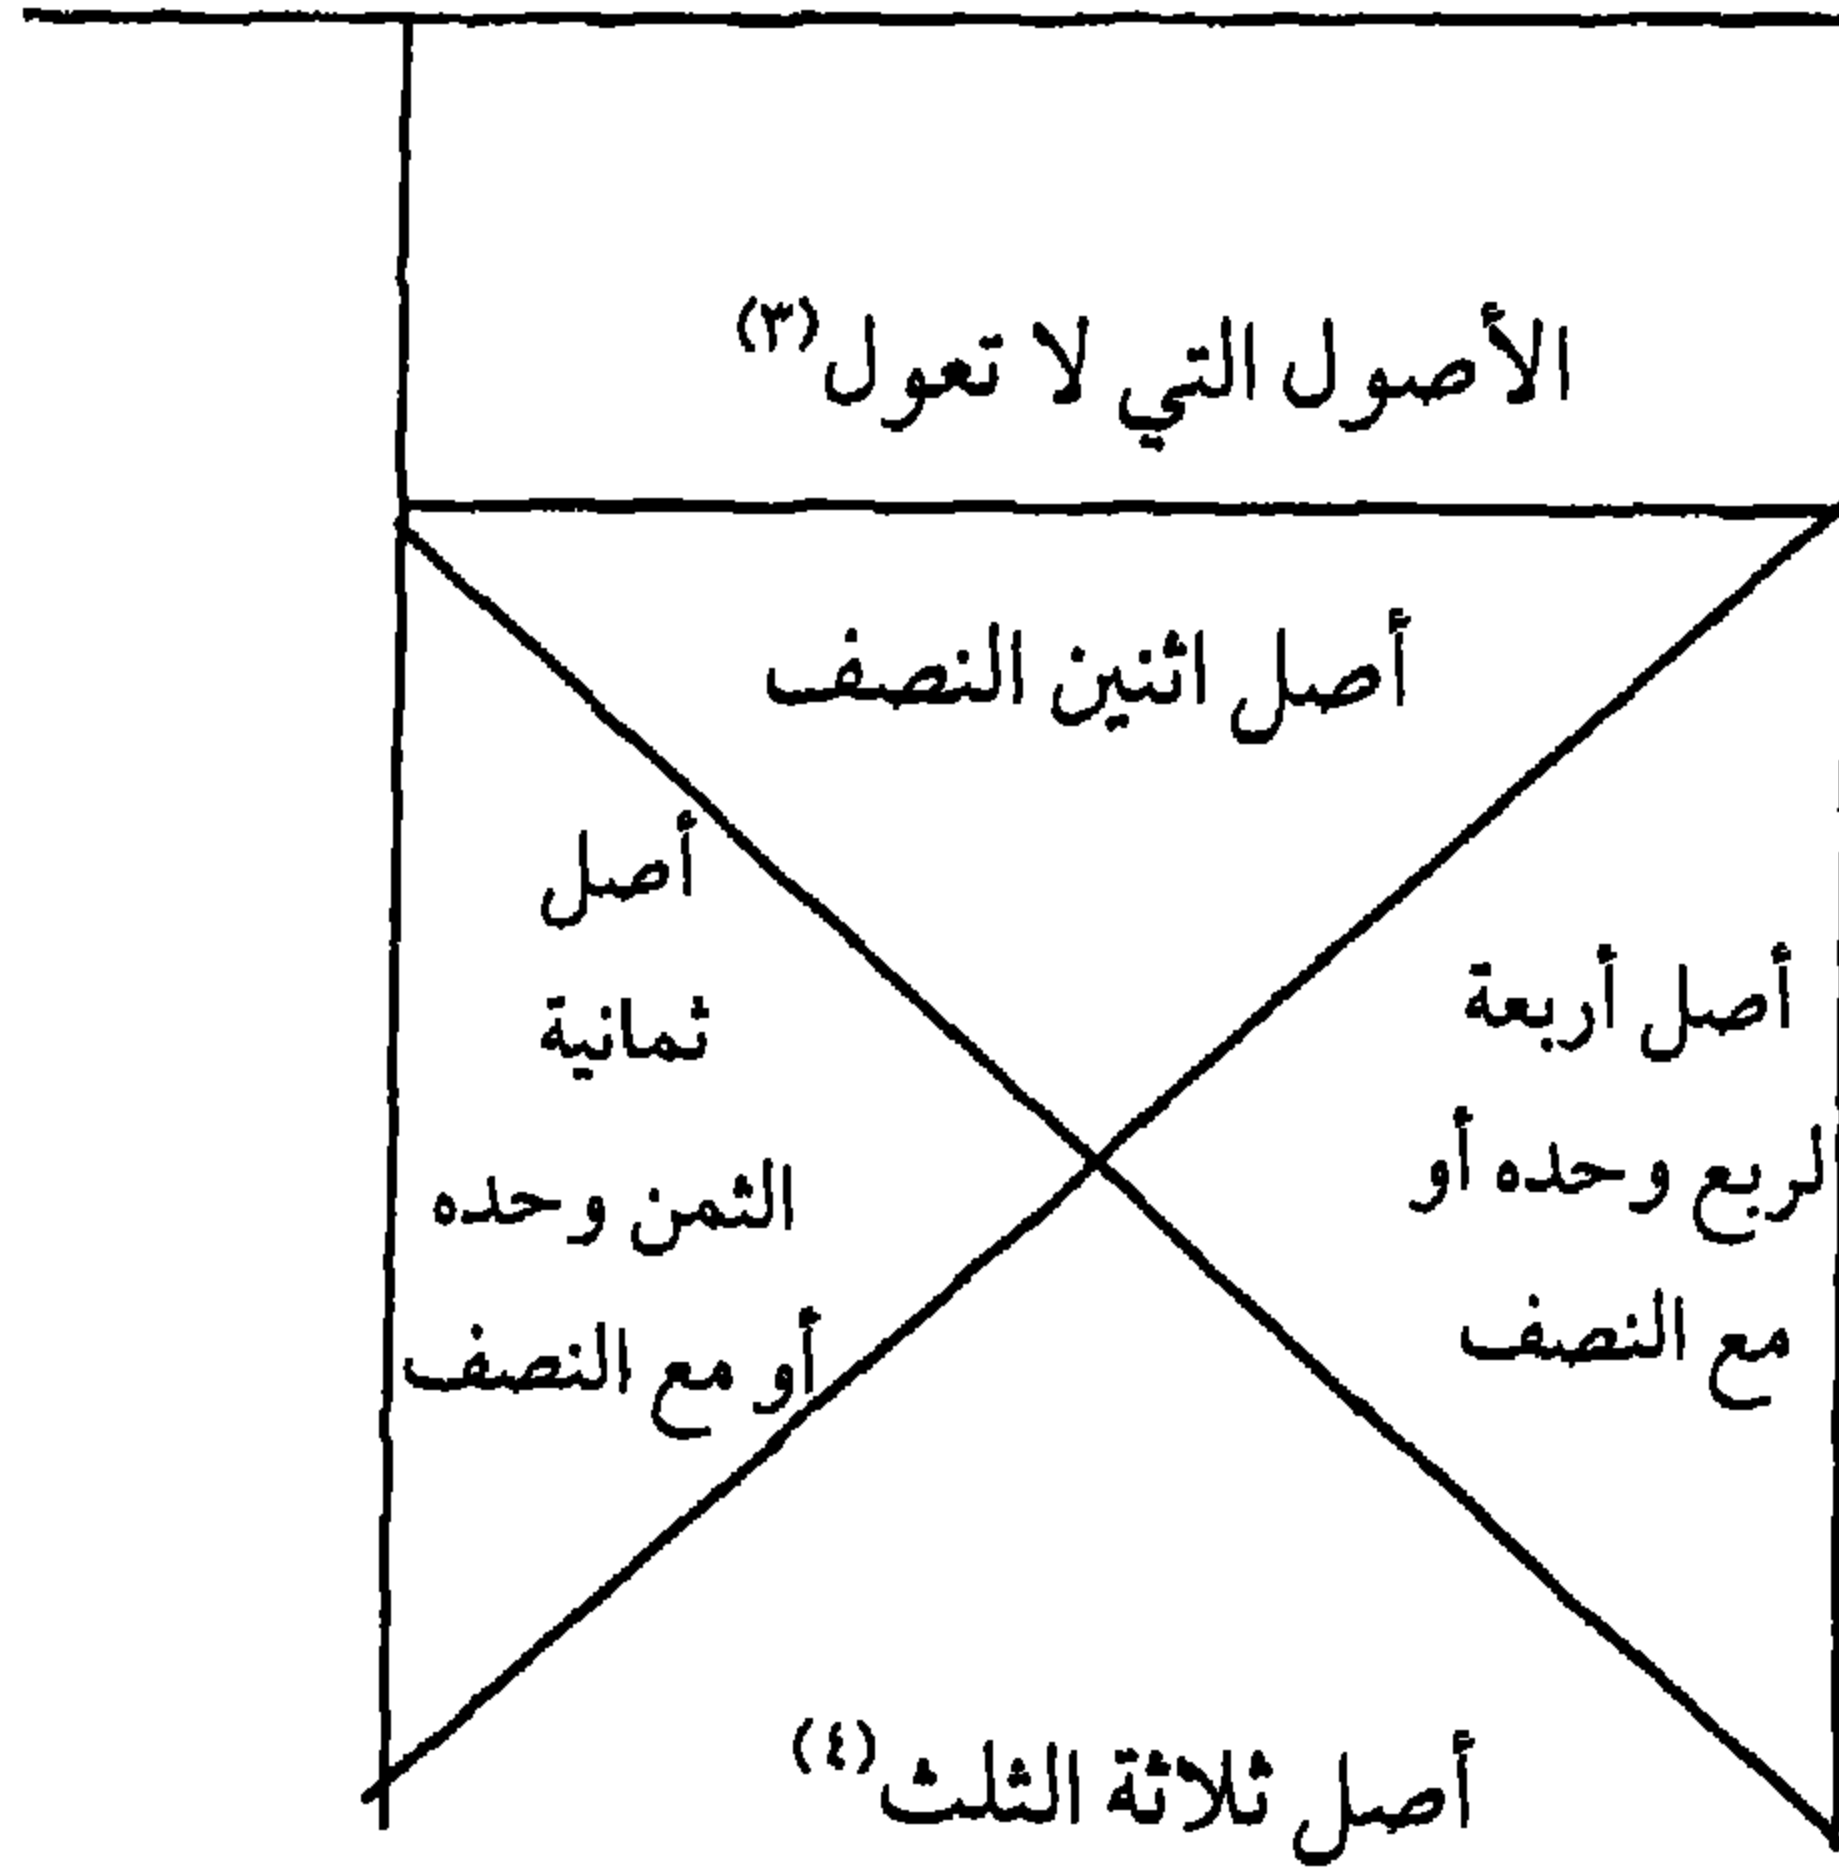 الأصول التي لا تعول(٣)
أصل اثنين النصف
أصل أربعة
لربع وحده أو
مع النصف
أصل
ثمانية
الثمن وحده
أو مع النصف
أصل ثلاثة الثلث(٤)